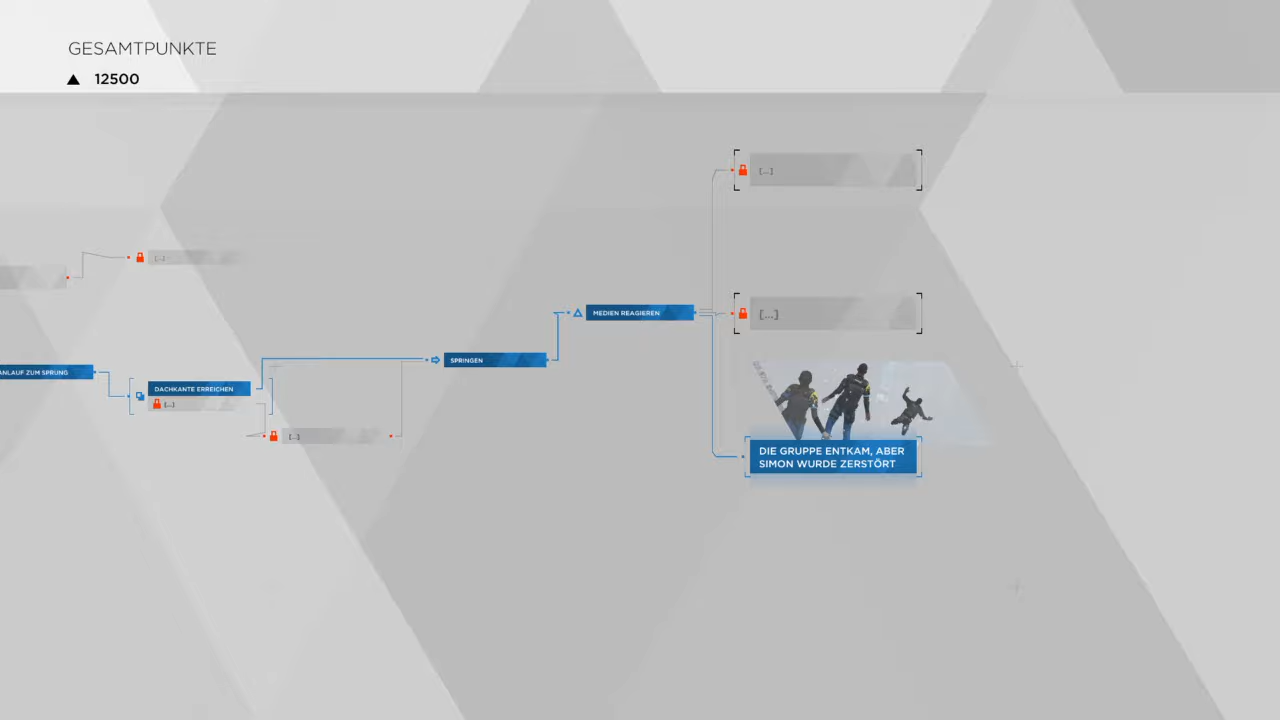 GESAMTPUNKTE
12500
[...]
[...]
[...]
MEDIEN REAGIEREN
SPRINGEN
ANLAUF ZUM SPRUNG
DACHKANTE ERREICHEN
[...]
[...]
DIE GRUPPE ENTKAM, ABER
SIMON WURDE ZERSTÖRT